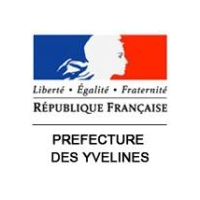 Liberté • Égalité • Fraternité
RÉPUBLIQUE FRANÇAISE
PREFECTURE
DES YVELINES